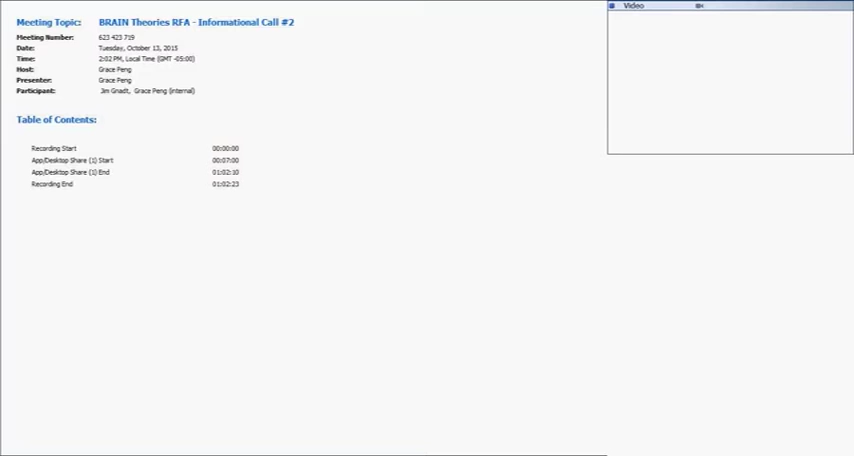 Meeting Topic: BRAIN Theories RFA - Informational Call #2
Meeting Number: 623 423 719
Date: Tuesday, October 13, 2015
Time: 2:02 PM, Local Time (GMT -05:00)
Host: Grace Peng
Presenter: Grace Peng
Participant: Jim Gnadt, Grace Peng (internal)
Table of Contents:
Recording Start 00:00:00
App/Desktop Share (1) Start 00:07:00
App/Desktop Share (1) End 01:02:10
Recording End 01:02:23
Video